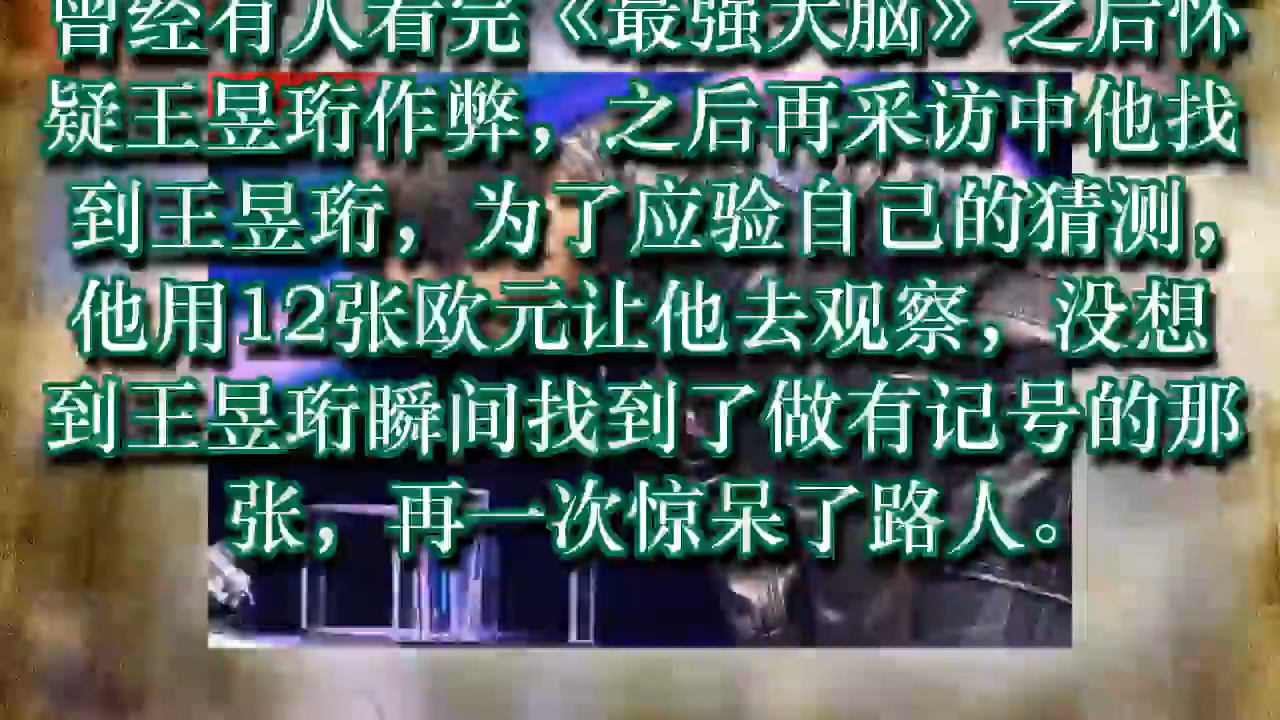 曾经有人看完《最强大脑》之后怀
疑王昱珩作弊，之后再采访中他找
到王昱珩，为了应验自己的猜测，
他用12张欧元让他去观察，没想
到王昱珩瞬间找到了做有记号的那
张，再一次惊呆了路人。